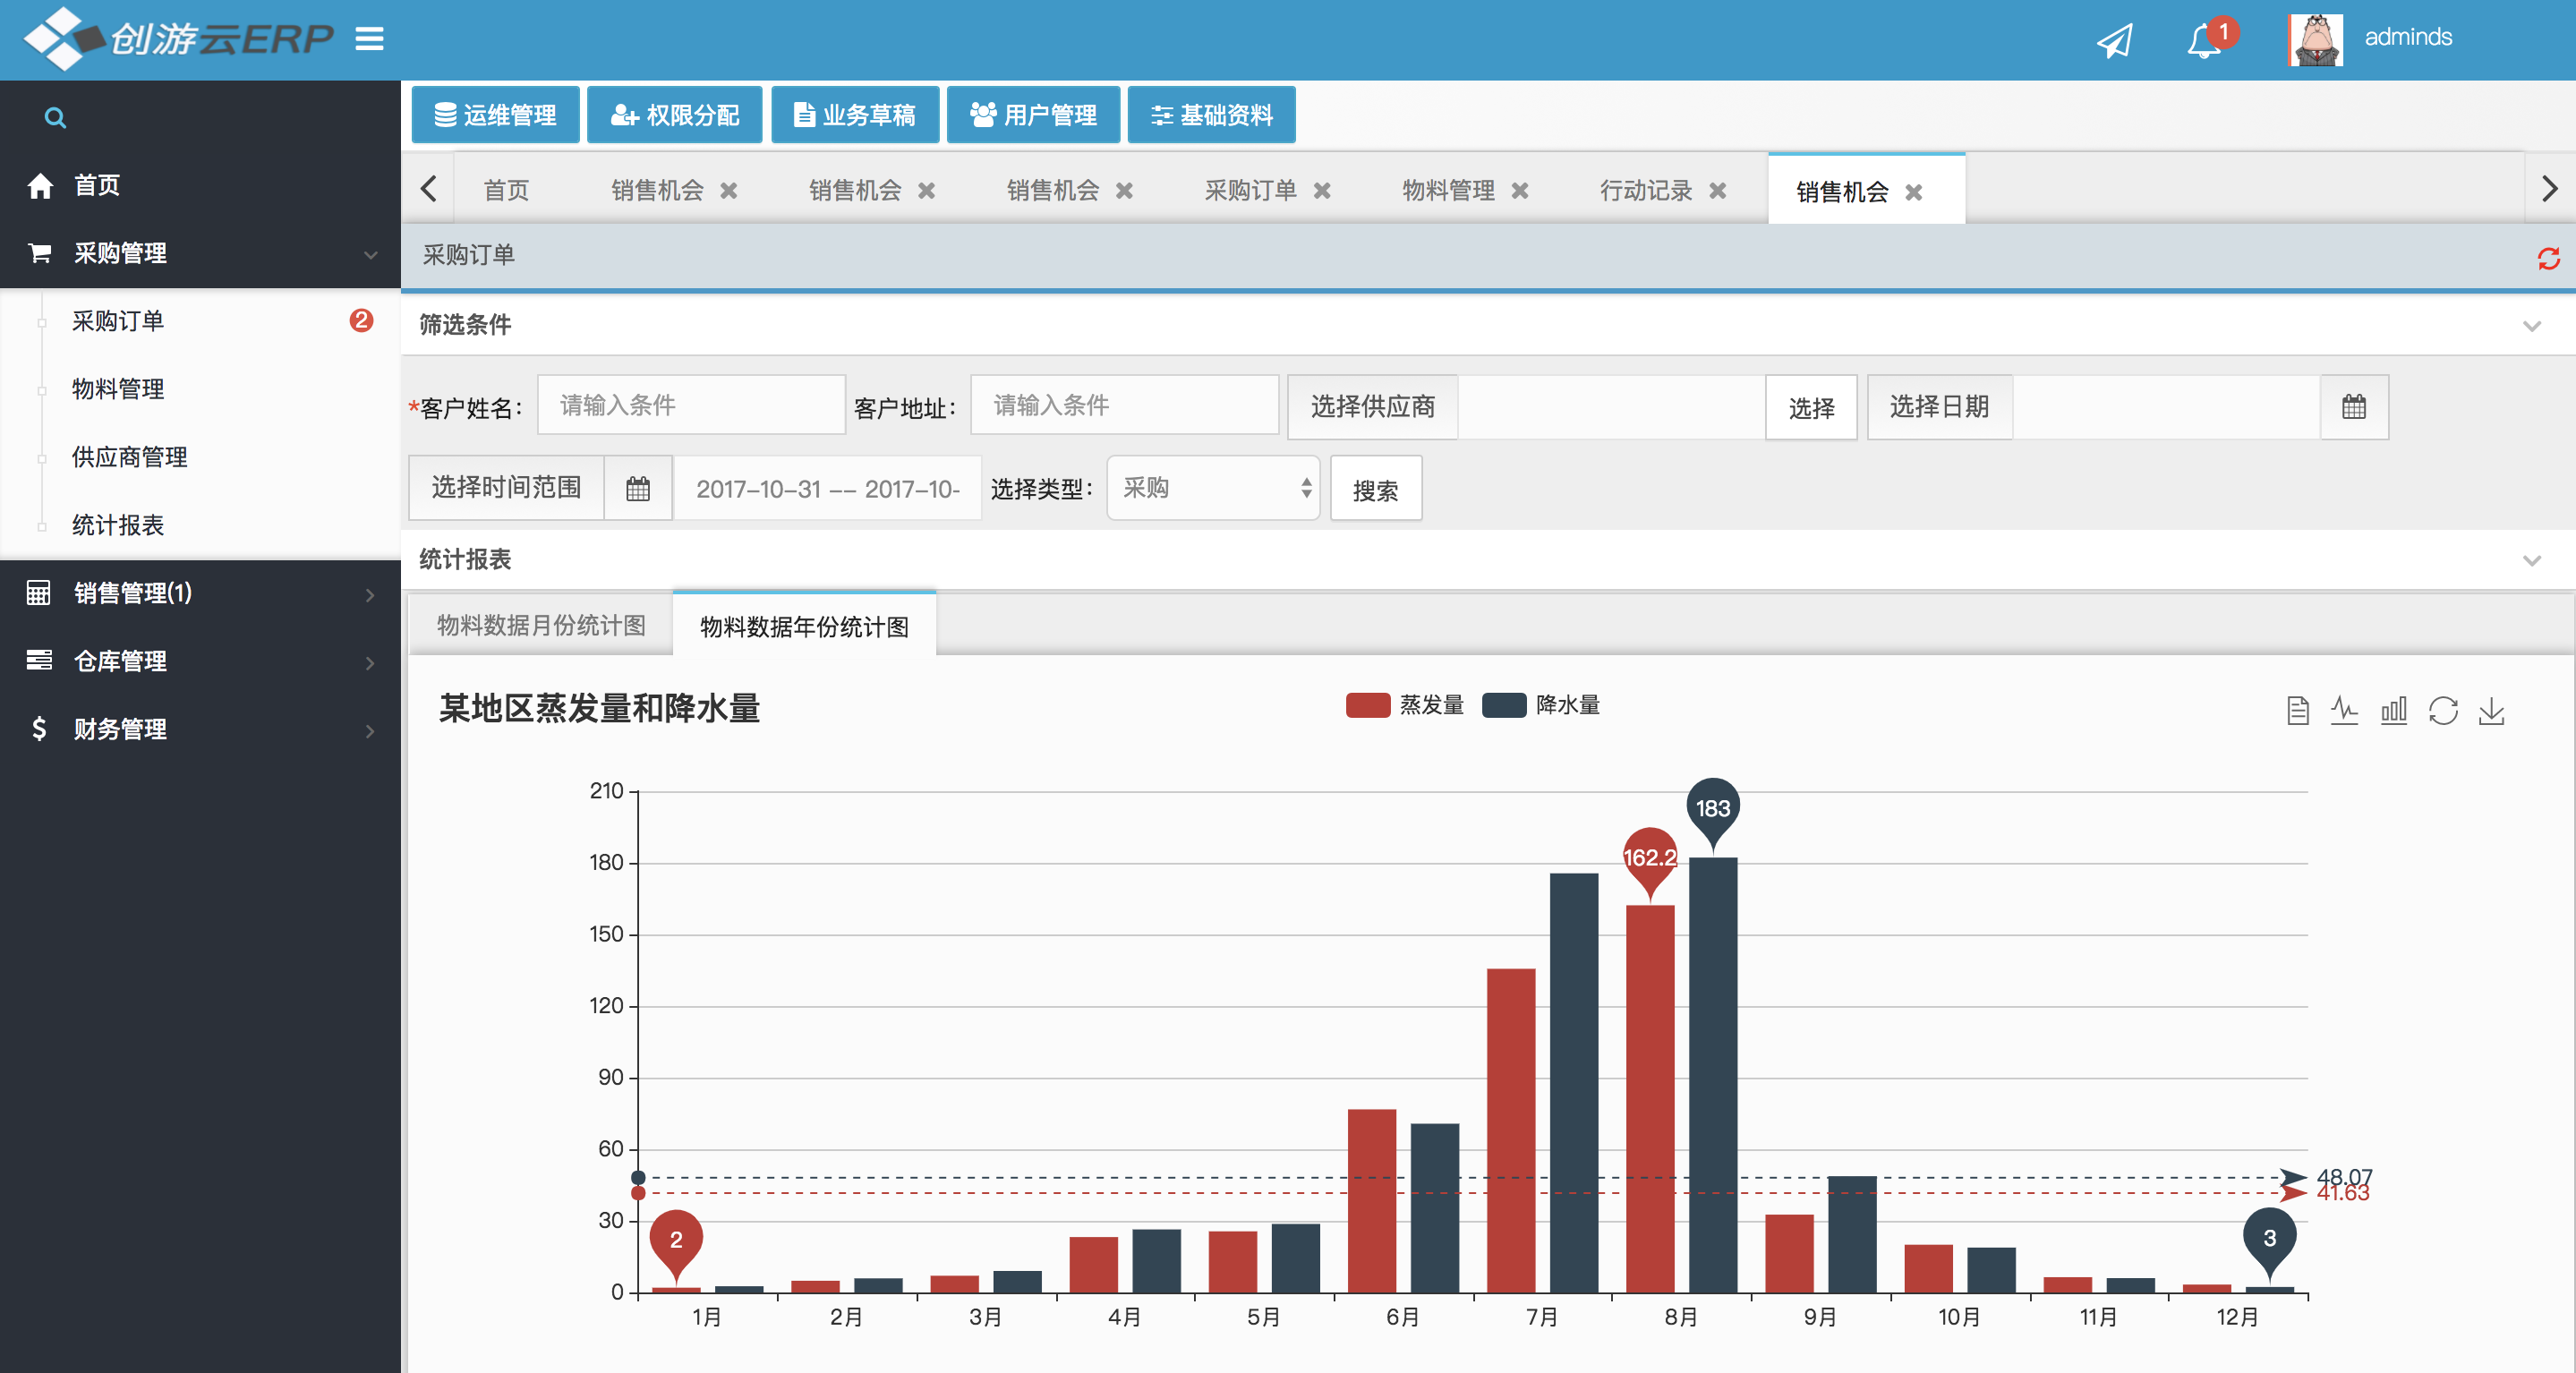 创游云ERP
1
adminds
运维管理 权限分配 业务草稿 用户管理 基础资料
首页
采购管理
采购订单 2
物料管理
供应商管理
统计报表
销售管理(1)
仓库管理
财务管理
首页 销售机会 销售机会 销售机会 采购订单 物料管理 行动记录 销售机会
采购订单
筛选条件
*客户姓名： 请输入条件 客户地址： 请输入条件 选择供应商 选择 选择日期
选择时间范围 2017-10-31 -- 2017-10- 选择类型： 采购 搜索
统计报表
物料数据月份统计图 物料数据年份统计图
某地区蒸发量和降水量
蒸发量 降水量
210
180
150
120
90
60
30
0
183
162.2
48.07
41.63
2
3
1月 2月 3月 4月 5月 6月 7月 8月 9月 10月 11月 12月